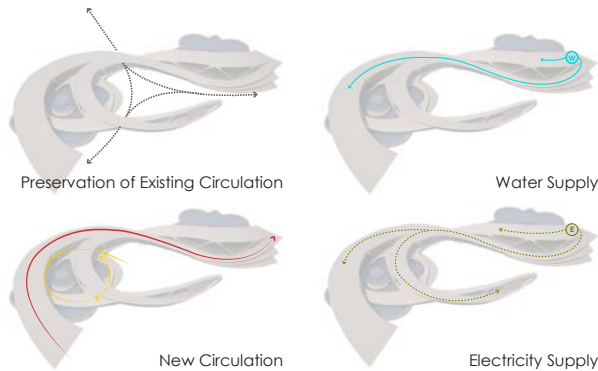 Preservation of Existing Circulation
W
Water Supply
New Circulation
E
Electricity Supply